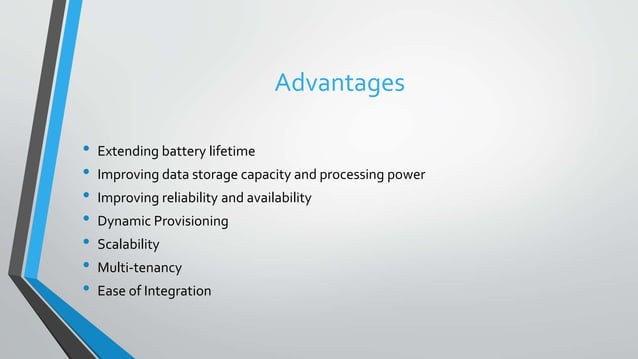 Advantages
• Extending battery lifetime
• Improving data storage capacity and processing power
• Improving reliability and availability
• Dynamic Provisioning
• Scalability
• Multi-tenancy
• Ease of Integration